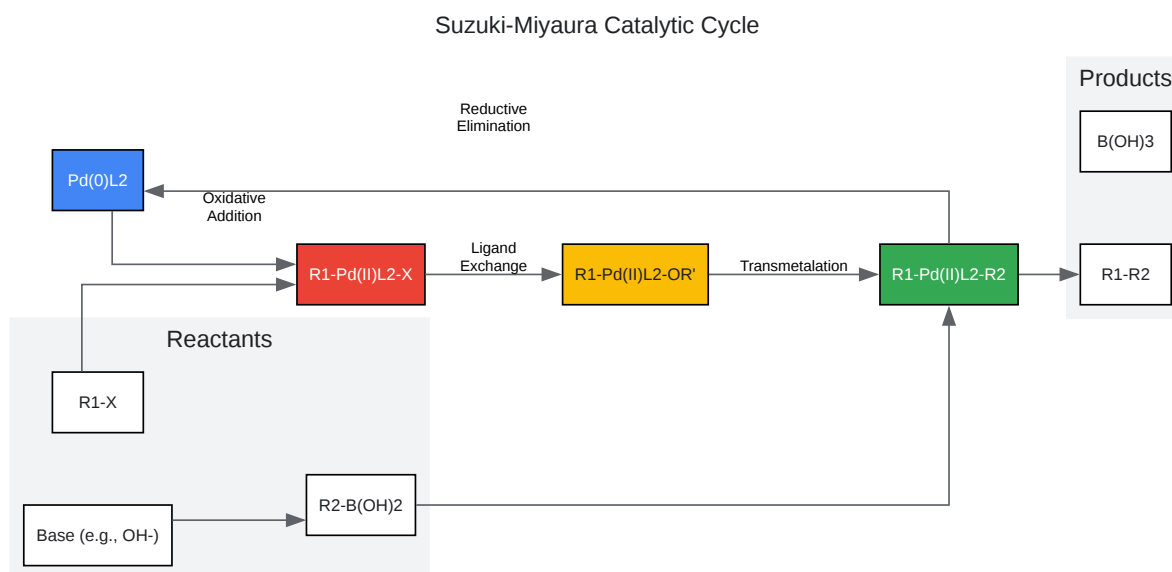 Suzuki-Miyaura Catalytic Cycle
Products
Reductive
Elimination
B(OH)3
Pd(0)L2
Oxidative
Addition
R1-Pd(II)L2-X
Ligand
Exchange
R1-Pd(II)L2-OR'
Transmetalation
R1-Pd(II)L2-R2
R1-R2
Reactants
R1-X
R2-B(OH)2
Base (e.g., OH-)